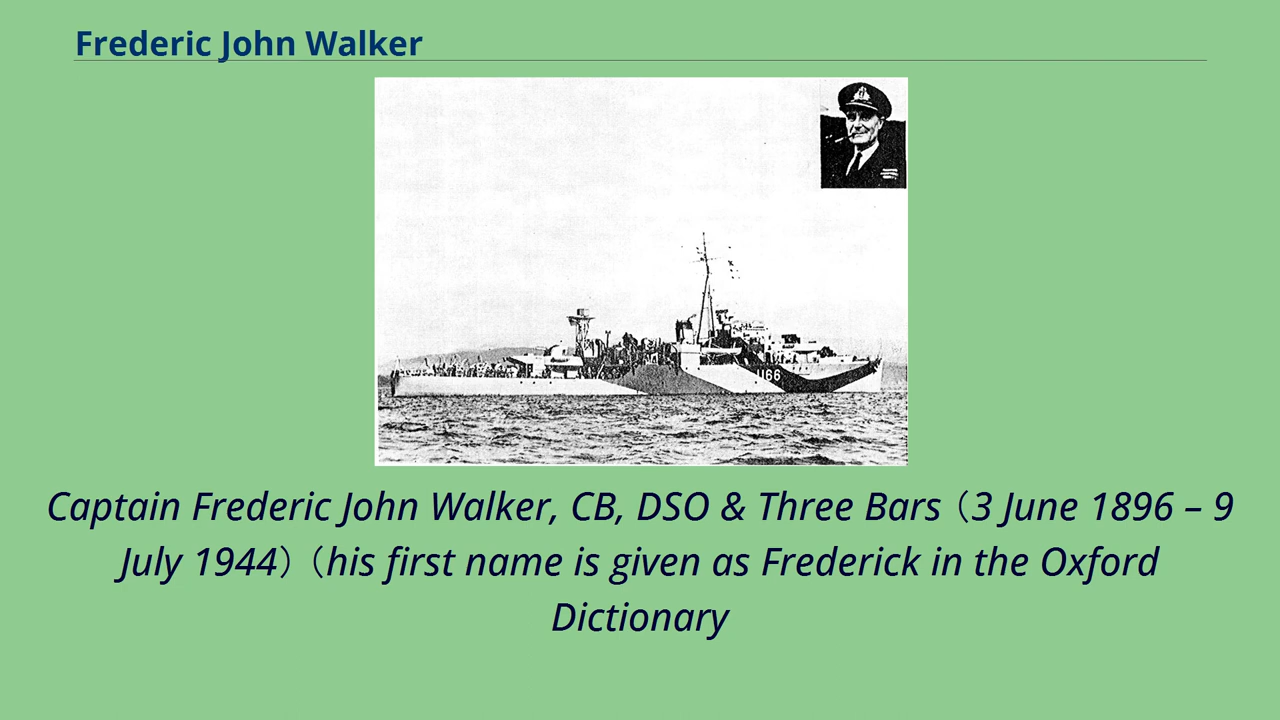 Frederic John Walker
U66
Captain Frederic John Walker, CB, DSO & Three Bars（3 June 1896 – 9
July 1944）（his first name is given as Frederick in the Oxford
Dictionary